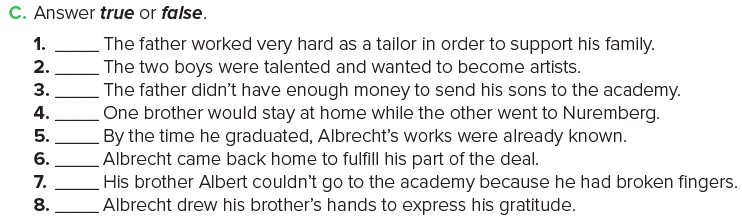 C. Answer true or false.
1. _____ The father worked very hard as a tailor in order to support his family.
2. _____ The two boys were talented and wanted to become artists.
3. _____ The father didn't have enough money to send his sons to the academy.
4. _____ One brother would stay at home while the other went to Nuremberg.
5. _____ By the time he graduated, Albrecht's works were already known.
6. _____ Albrecht came back home to fulfill his part of the deal.
7. _____ His brother Albert couldn't go to the academy because he had broken fingers.
8. _____ Albrecht drew his brother's hands to express his gratitude.